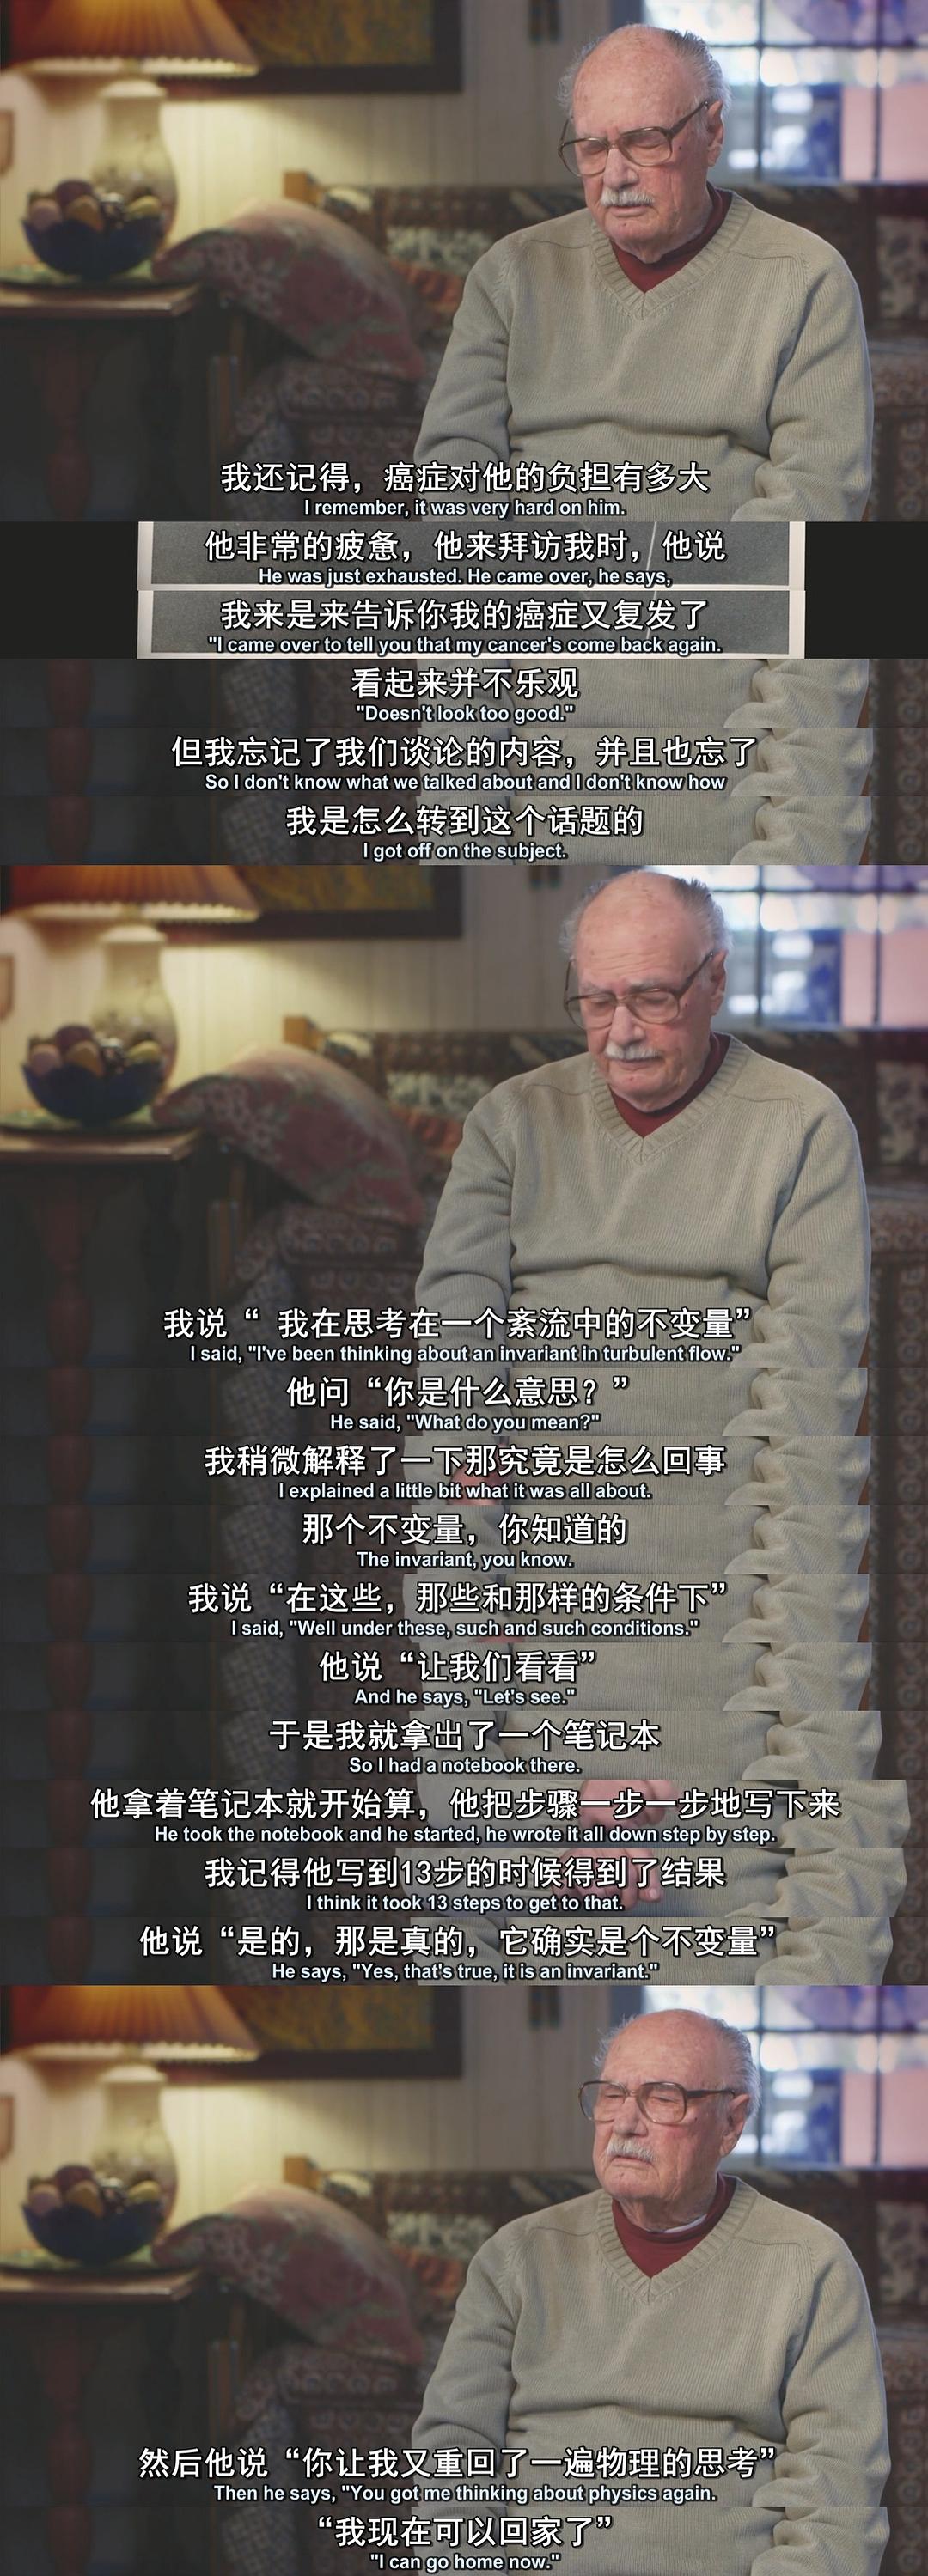 我还记得，癌症对他的负担有多大
I remember, it was very hard on him.
他非常的疲惫，他来拜访我时，他说
He was just exhausted. He came over, he says,
我来是来告诉你我的癌症又复发了
"I came over to tell you that my cancer's come back again.
看起来并不乐观
"Doesn't look too good."
但我忘记了我们谈论的内容，并且也忘了
So I don't know what we talked about and I don't know how
我是怎么转到这个话题的
I got off on the subject.
我说“ 我在思考在一个紊流中的不变量”
I said, "I've been thinking about an invariant in turbulent flow."
他问“你是什么意思？”
He said, "What do you mean?"
我稍微解释了一下那究竟是怎么回事
I explained a little bit what it was all about.
那个不变量，你知道的
The invariant, you know.
我说“在这些，那些和那样的条件下”
I said, "Well under these, such and such conditions."
他说“让我们看看”
And he says, "Let's see."
于是我就拿出了一个笔记本
So I had a notebook there.
他拿着笔记本就开始算，他把步骤一步一步地写下来
He took the notebook and he started, he wrote it all down step by step.
我记得他写到13步的时候得到了结果
I think it took 13 steps to get to that.
他说“是的，那是真的，它确实是个不变量”
He says, "Yes, that's true, it is an invariant."
然后他说“你让我又重回了一遍物理的思考”
Then he says, "You got me thinking about physics again.
“我现在可以回家了”
"I can go home now."